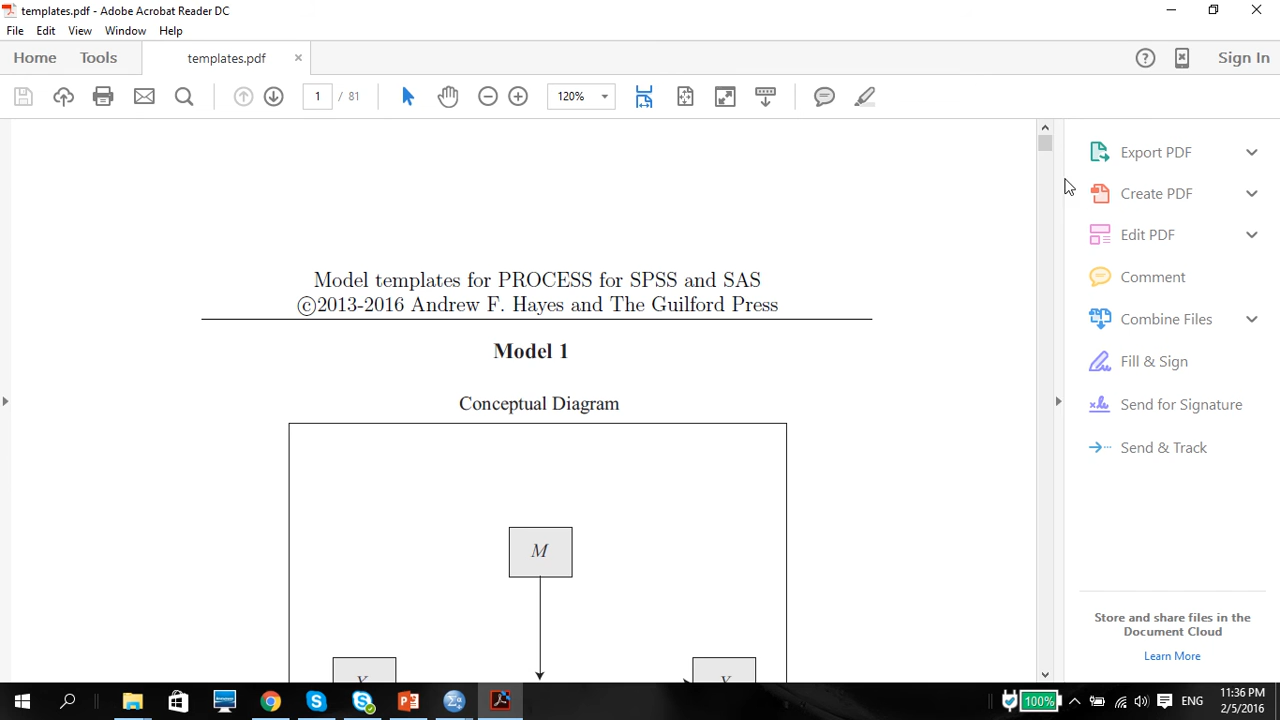 templates.pdf - Adobe Acrobat Reader DC
File Edit View Window Help
Home Tools templates.pdf × Sign In
1 / 81 120%
Export PDF
Create PDF
Edit PDF
Comment
Combine Files
Fill & Sign
Send for Signature
Send & Track
Store and share files in the
Document Cloud
Learn More
Model templates for PROCESS for SPSS and SAS
©2013-2016 Andrew F. Hayes and The Guilford Press
Model 1
Conceptual Diagram
M
100% ENG
11:36 PM
2/5/2016